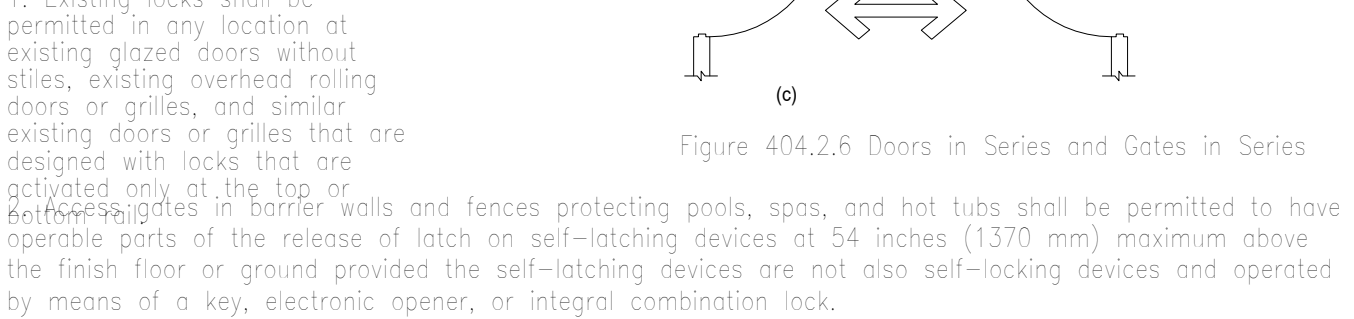 1. Existing locks shall be
permitted in any location at
existing glazed doors without
stiles, existing overhead rolling
doors or grilles, and similar
existing doors or grilles that are
designed with locks that are
activated only at the top or
bottom rail.
(c)
Figure 404.2.6 Doors in Series and Gates in Series
2. Access gates in barrier walls and fences protecting pools, spas, and hot tubs shall be permitted to have
operable parts of the release of latch on self-latching devices at 54 inches (1370 mm) maximum above
the finish floor or ground provided the self-latching devices are not also self-locking devices and operated
by means of a key, electronic opener, or integral combination lock.